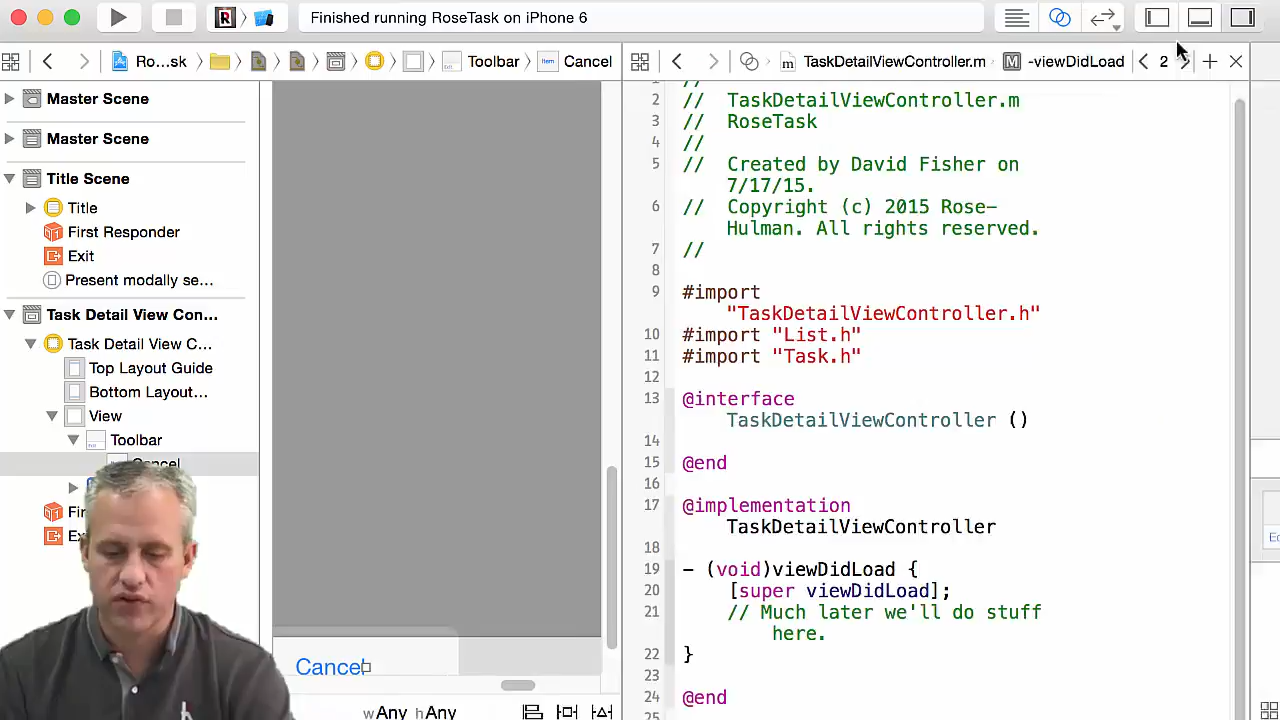 Finished running RoseTask on iPhone 6
Ro...sk
Toolbar
Cancel
TaskDetailViewController.m
-viewDidLoad
2
Master Scene
Master Scene
Title Scene
Title
First Responder
Exit
Present modally se...
Task Detail View Con...
Task Detail View C...
Top Layout Guide
Bottom Layout...
View
Toolbar
Cancel
Cancel
wAny hAny
2 // TaskDetailViewController.m
3 // RoseTask
4 //
5 // Created by David Fisher on
7/17/15.
6 // Copyright (c) 2015 Rose-
Hulman. All rights reserved.
7 //
8
9 #import
"TaskDetailViewController.h"
10 #import "List.h"
11 #import "Task.h"
12
13 @interface
TaskDetailViewController ()
14
15 @end
16
17 @implementation
TaskDetailViewController
18
19 - (void)viewDidLoad {
20 [super viewDidLoad];
21 // Much later we'll do stuff
here.
22 }
23
24 @end
25